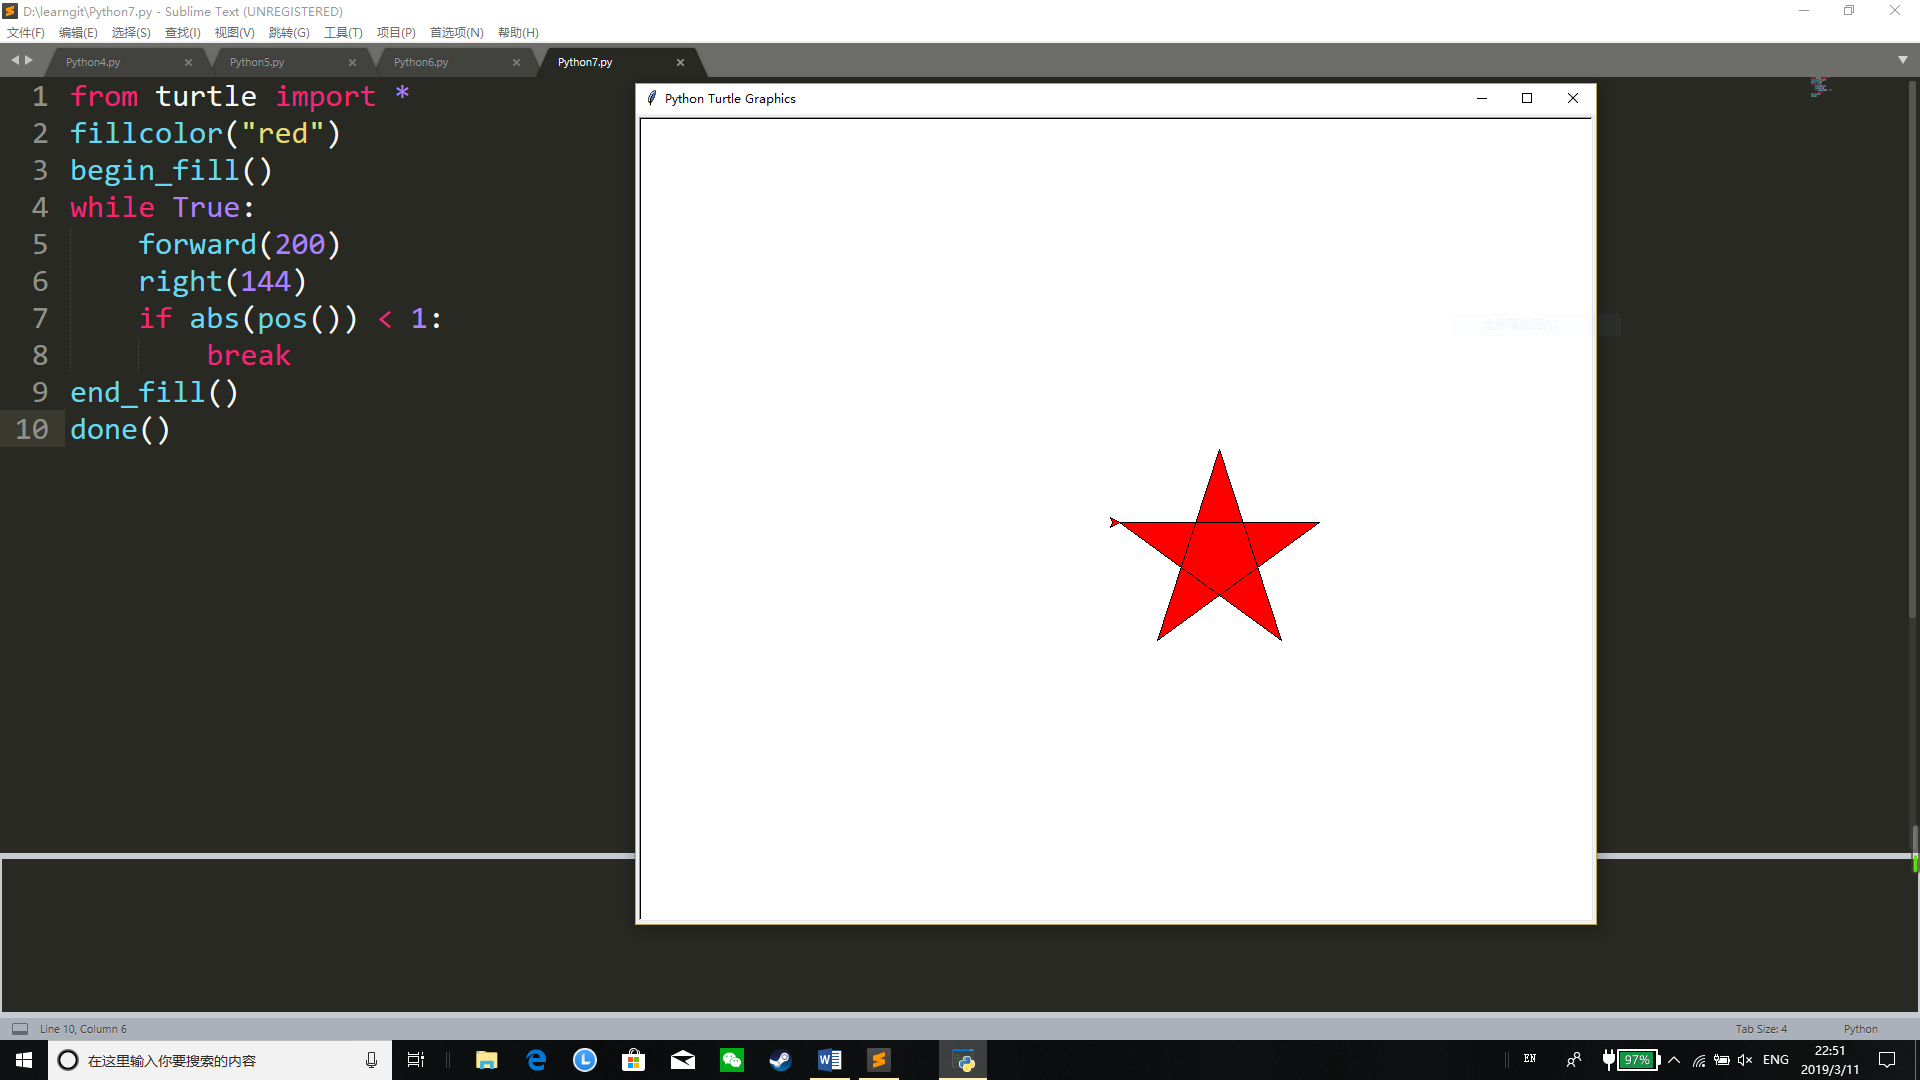 D:\learngit\Python7.py - Sublime Text (UNREGISTERED)
文件(F) 编辑(E) 选择(S) 查找(I) 视图(V) 跳转(G) 工具(T) 项目(P) 首选项(N) 帮助(H)
Python4.py Python5.py Python6.py Python7.py
1 from turtle import *
2 fillcolor("red")
3 begin_fill()
4 while True:
5 forward(200)
6 right(144)
7 if abs(pos()) < 1:
8 break
9 end_fill()
10 done()
Python Turtle Graphics
Line 10, Column 6
Tab Size: 4 Python
在这里输入你要搜索的内容
EN
97%
ENG
22:51
2019/3/11